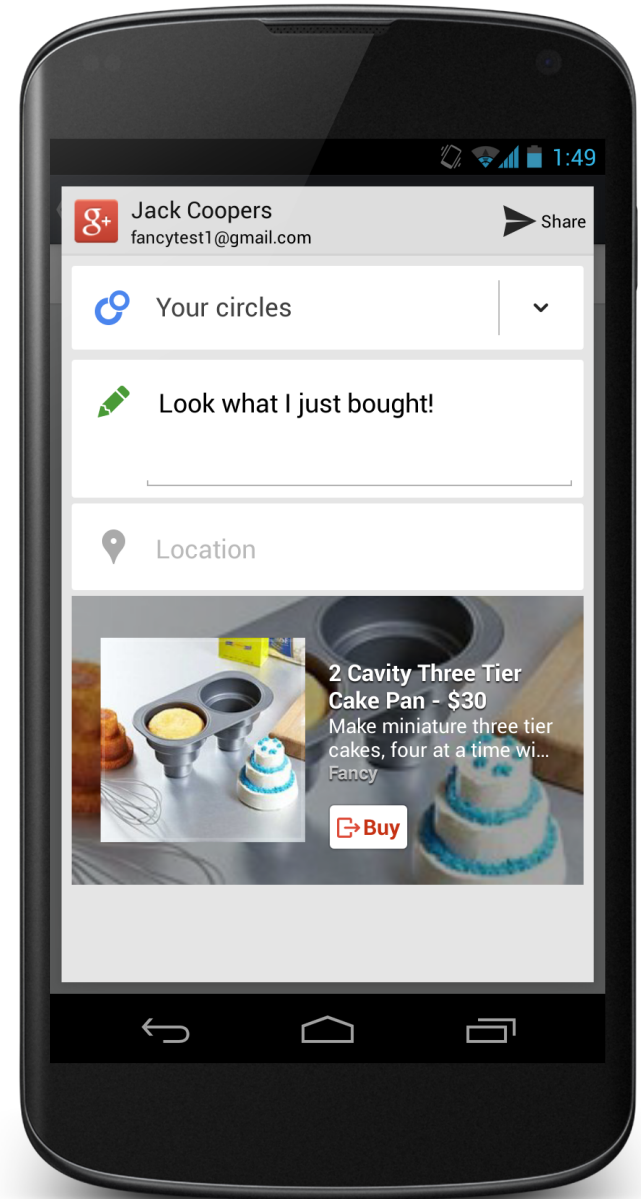 1:49
g+
Jack Coopers
fancytest1@gmail.com
Share
Your circles
Look what I just bought!
Location
2 Cavity Three Tier
Cake Pan - $30
Make miniature three tier
cakes, four at a time wi...
Fancy
Buy